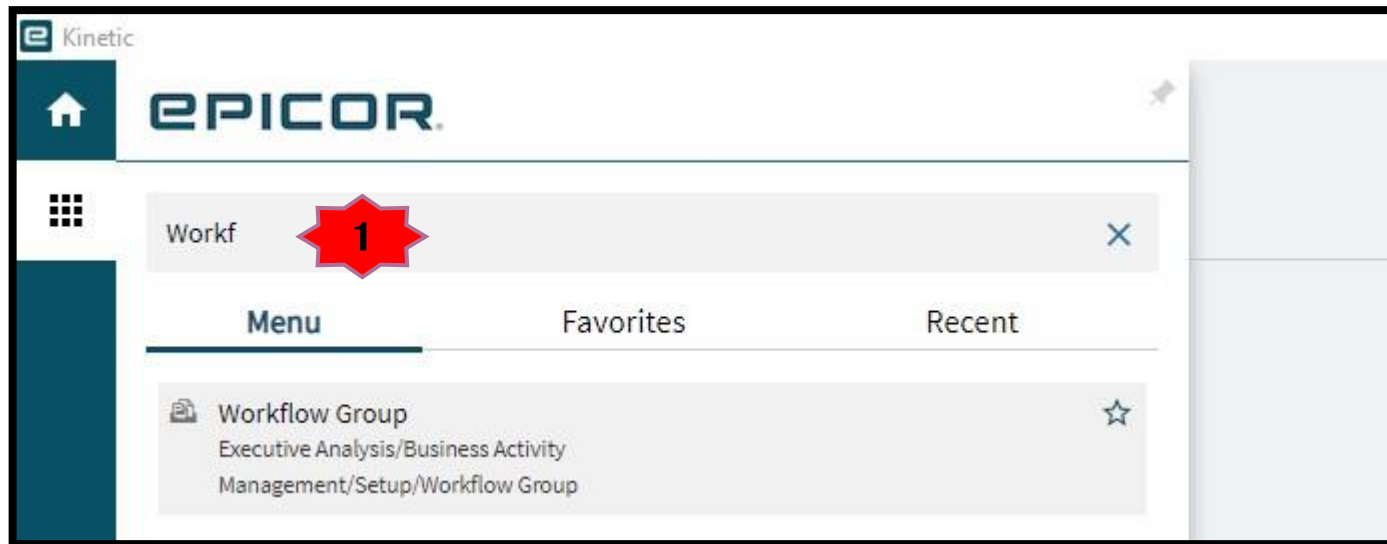 Kinetic
EPICOR.
Workf
1
Menu Favorites Recent
Workflow Group
Executive Analysis/Business Activity
Management/Setup/Workflow Group